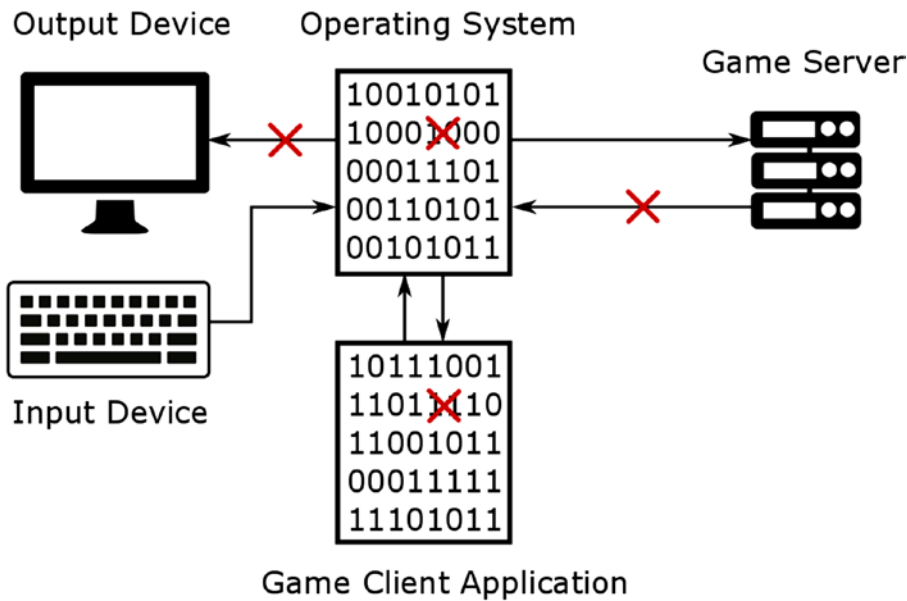 Output Device
Operating System
Game Server
10010101
10001000
00011101
00110101
00101011
Input Device
10111001
11011110
11001011
00011111
11101011
Game Client Application